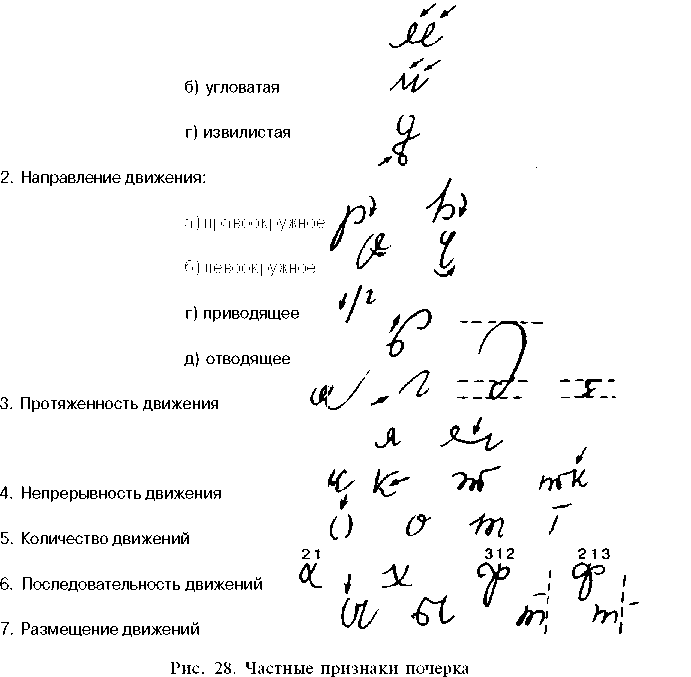 б) угловатая
г) извилистая
2. Направление движения:
а) правоокружное
б) левоокружное
г) приводящее
д) отводящее
3. Протяженность движения
4. Непрерывность движения
5. Количество движений
21 312 213
6. Последовательность движений
7. Размещение движений
Рис. 28. Частные признаки почерка